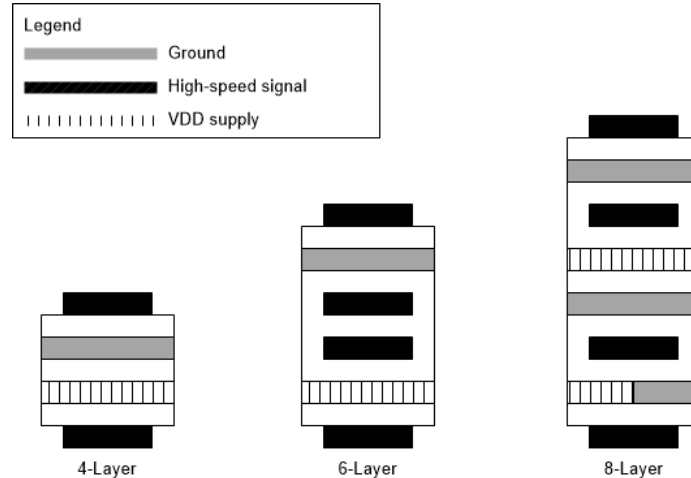 Legend
Ground
High-speed signal
VDD supply
4-Layer
6-Layer
8-Layer